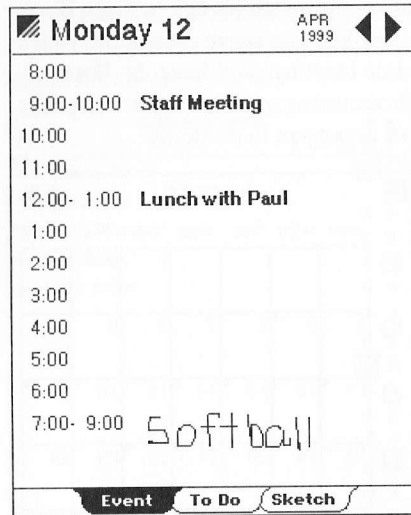 Monday 12 APR 1999
8:00
9:00-10:00 Staff Meeting
10:00
11:00
12:00- 1:00 Lunch with Paul
1:00
2:00
3:00
4:00
5:00
6:00
7:00- 9:00 Softball
Event To Do Sketch